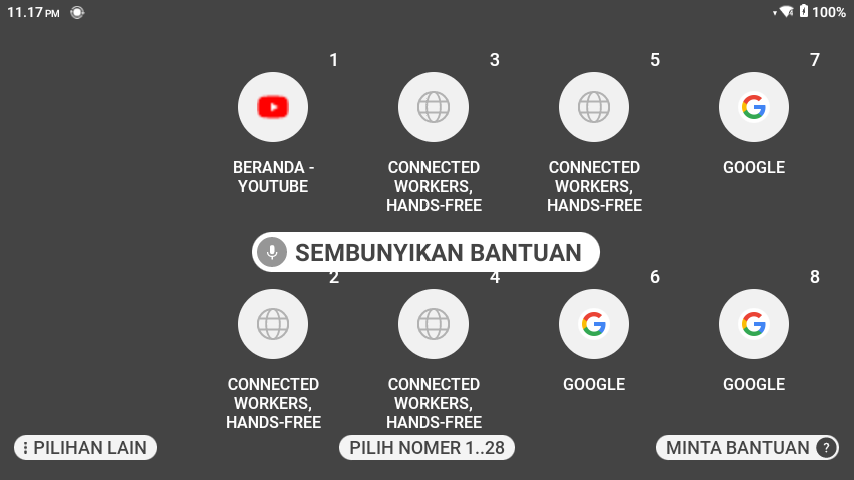 11.17 PM
100%
1
3
5
7
BERANDA -
YOUTUBE
CONNECTED
WORKERS,
HANDS-FREE
CONNECTED
WORKERS,
HANDS-FREE
GOOGLE
SEMBUNYIKAN BANTUAN
2
4
6
8
CONNECTED
WORKERS,
HANDS-FREE
CONNECTED
WORKERS,
HANDS-FREE
GOOGLE
GOOGLE
PILIHAN LAIN
PILIH NOMER 1..28
MINTA BANTUAN ?